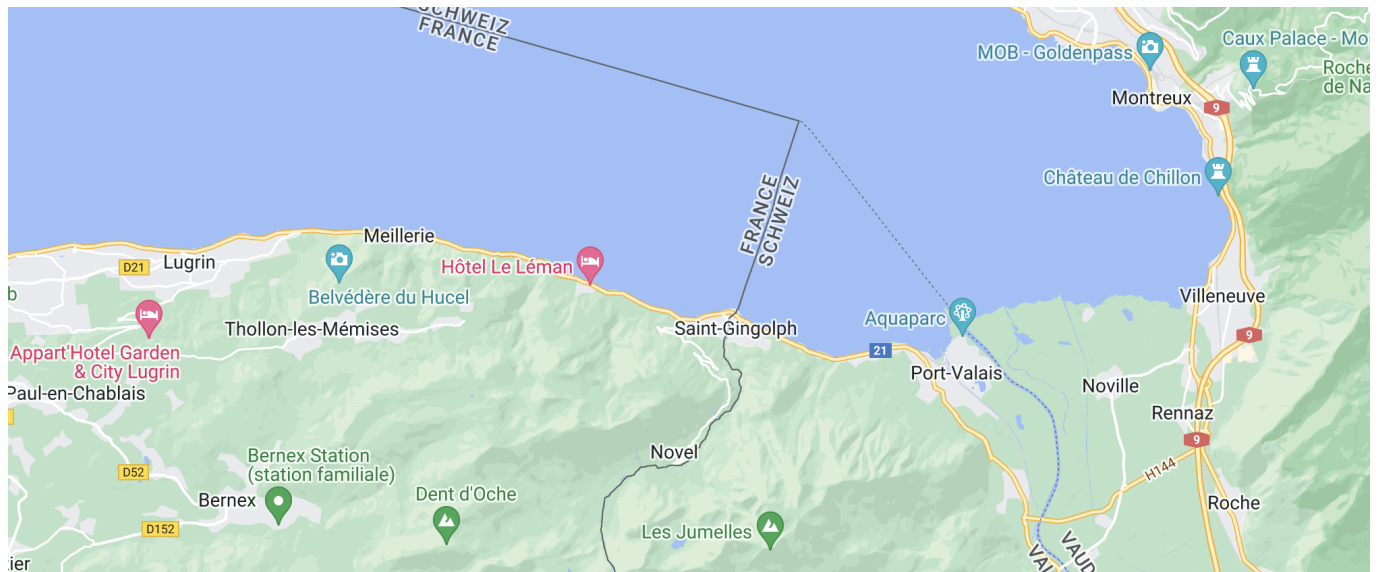 SCHWEIZ
FRANCE
MOB - Goldenpass
Caux Palace - Mo
Roche
de Na
Montreux
9
FRANCE
SCHWEIZ
Château de Chillon
Meillerie
Lugrin
D21
Hôtel Le Léman
b
Belvédère du Hucel
Villeneuve
Aquaparc
Thollon-les-Mémises
Saint-Gingolph
9
21
Appart'Hotel Garden
& City Lugrin
Port-Valais
Noville
Paul-en-Chablais
Rennaz
9
Novel
Bernex Station
(station familiale)
D52
H144
Dent d'Oche
Bernex
Roche
D152
Les Jumelles
VAUD
VAL
ier